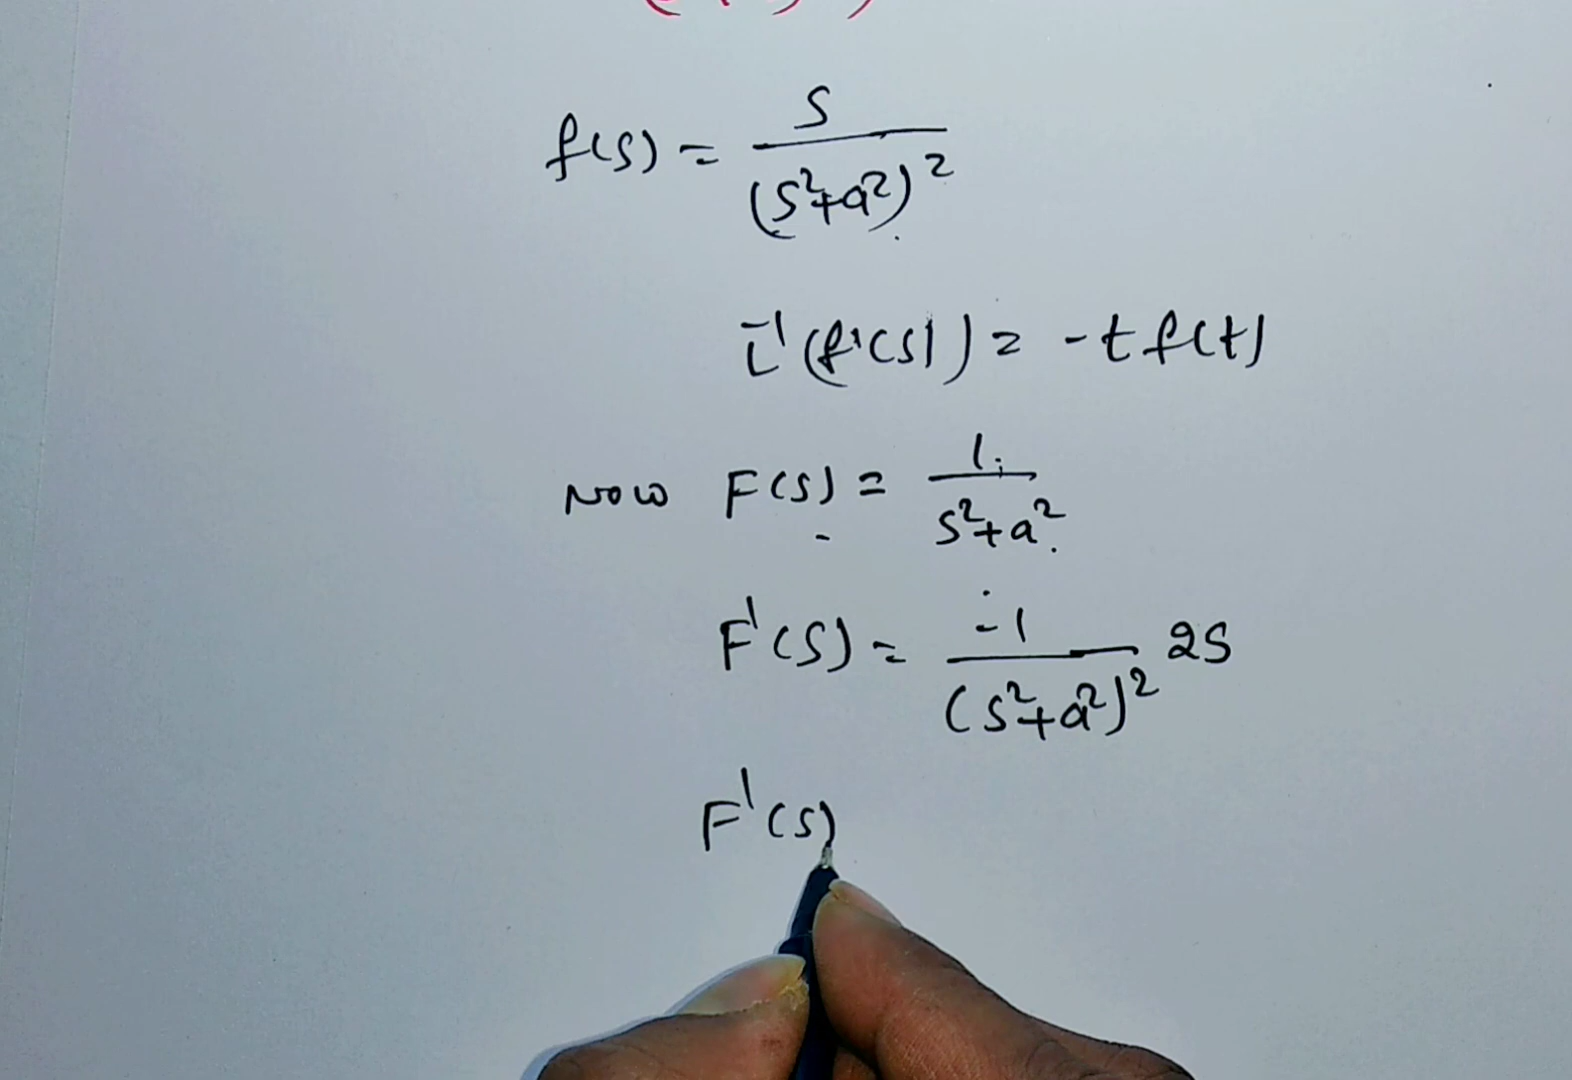 f(s) = s/(s²+a²)²
L⁻¹(f'(s)) = -t f(t)
Now F(s) = 1/s²+a²
F'(s) = -1/(s²+a²)² 2s
F'(s)